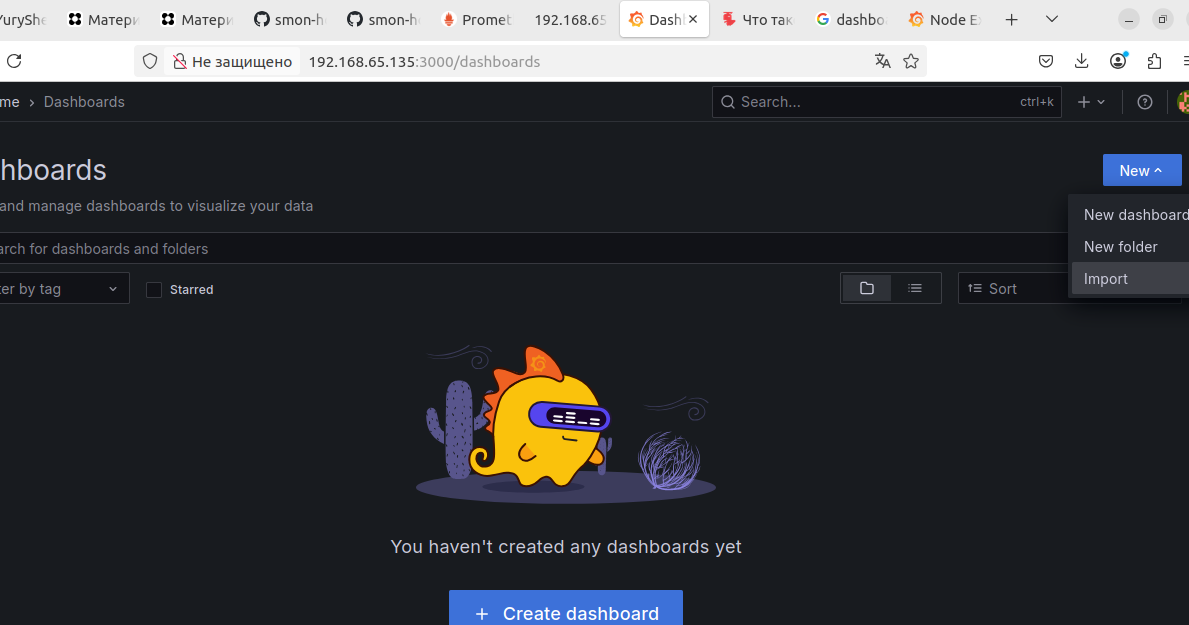 YuryShe Матери Матери smon-h smon-h Promet 192.168.65 Dash Что так dashbo Node E
Не защищено 192.168.65.135:3000/dashboards
me › Dashboards Search... ctrl+k
hboards
New
and manage dashboards to visualize your data
New dashboard
arch for dashboards and folders
New folder
Import
ter by tag Starred Sort
You haven't created any dashboards yet
+ Create dashboard